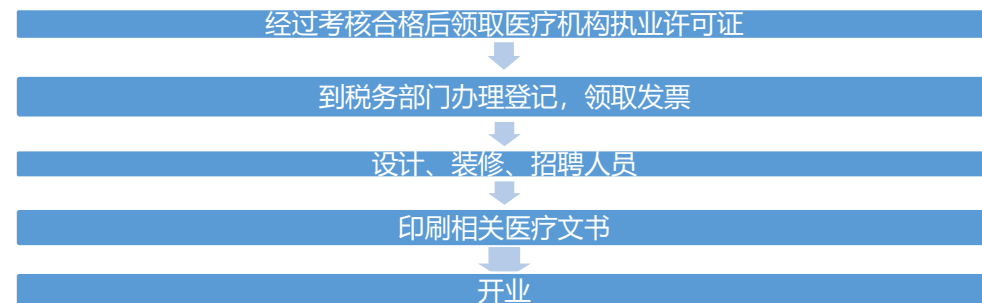 经过考核合格后领取医疗机构执业许可证
到税务部门办理登记，领取发票
设计、装修、招聘人员
印刷相关医疗文书
开业